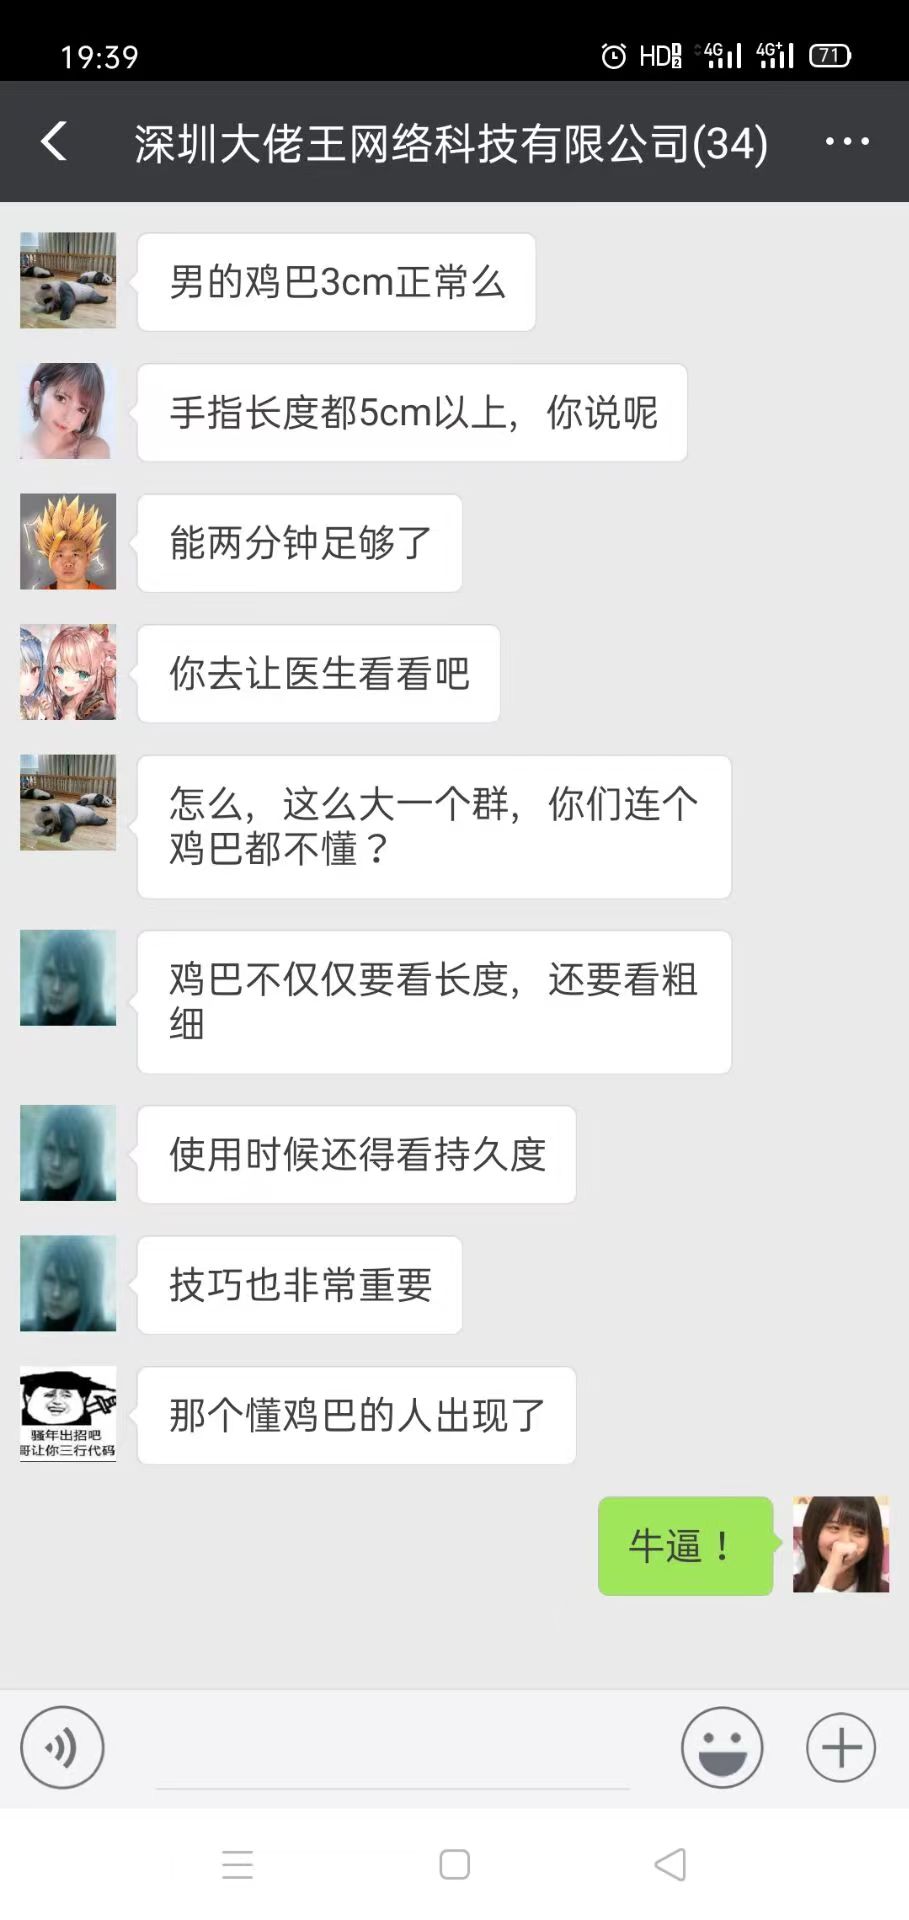 19:39
HD 4G 4G+ 71
深圳大佬王网络科技有限公司(34)
男的鸡巴3cm正常么
手指长度都5cm以上，你说呢
能两分钟足够了
你去让医生看看吧
怎么，这么大一个群，你们连个
鸡巴都不懂？
鸡巴不仅仅要看长度，还要看粗
细
使用时候还得看持久度
技巧也非常重要
那个懂鸡巴的人出现了
骚年出招吧
哥让你三行代码
牛逼！